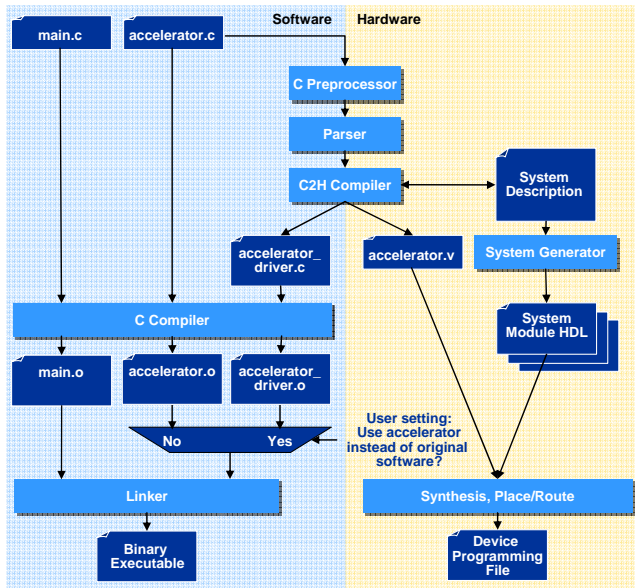 Software Hardware
main.c
accelerator.c
C Preprocessor
Parser
C2H Compiler
System
Description
accelerator_
driver.c
accelerator.v
System Generator
C Compiler
System
Module HDL
main.o
accelerator.o
accelerator_
driver.o
No Yes
User setting:
Use accelerator
instead of original
software?
Linker
Synthesis, Place/Route
Binary
Executable
Device
Programming
File